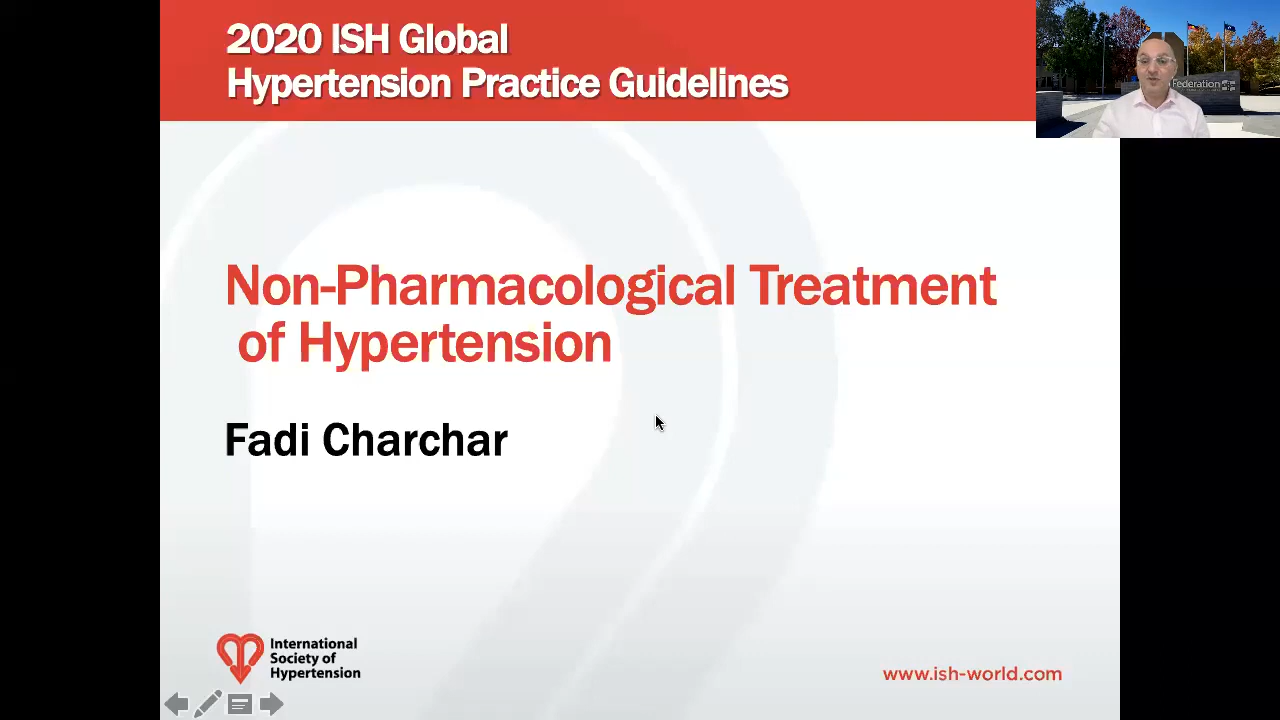 2020 ISH Global
Hypertension Practice Guidelines
Federation
Non-Pharmacological Treatment
of Hypertension
Fadi Charchar
International
Society of
Hypertension
www.ish-world.com